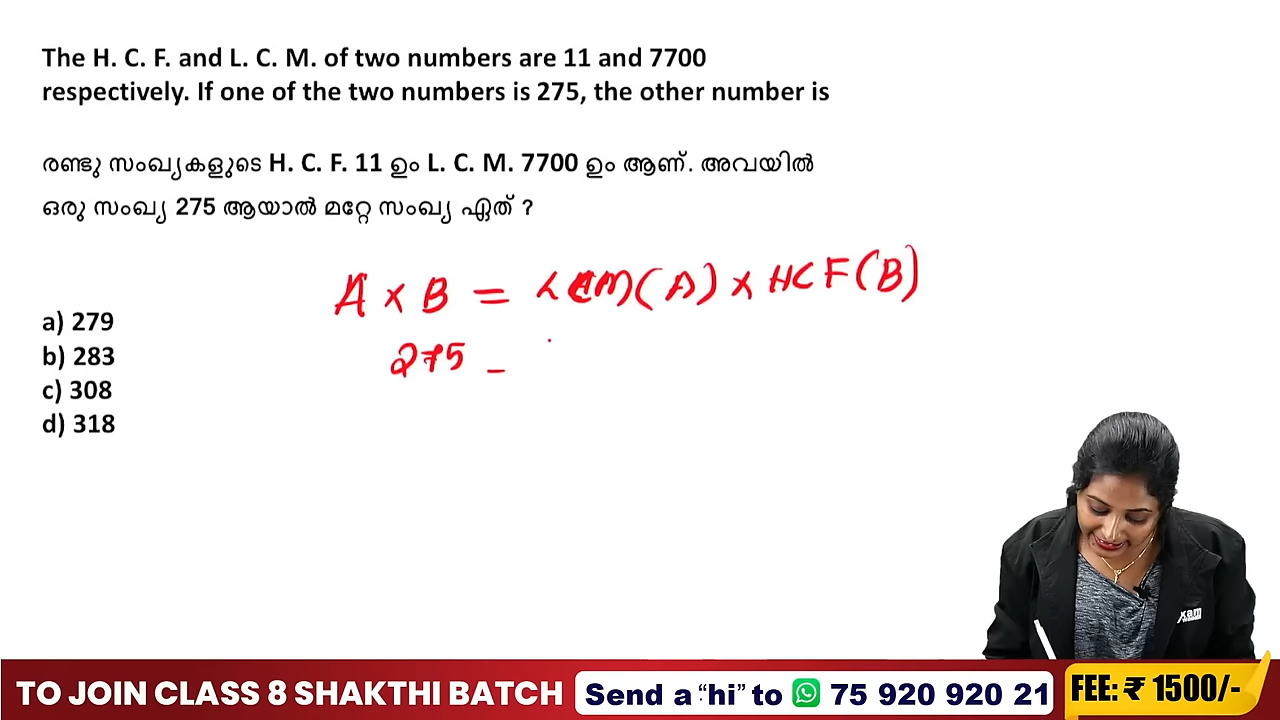 The H. C. F. and L. C. M. of two numbers are 11 and 7700
respectively. If one of the two numbers is 275, the other number is
രണ്ടു സംഖ്യകളുടെ H. C. F. 11 ഉം L. C. M. 7700 ഉം ആണ്. അവയിൽ
ഒരു സംഖ്യ 275 ആയാൽ മറ്റേ സംഖ്യ ഏത് ?
A × B = LCM(A) × HCF(B)
275 =
a) 279
b) 283
c) 308
d) 318
xam
TO JOIN CLASS 8 SHAKTHI BATCH Send a “hi” to 75 920 920 21 FEE: ₹ 1500/-